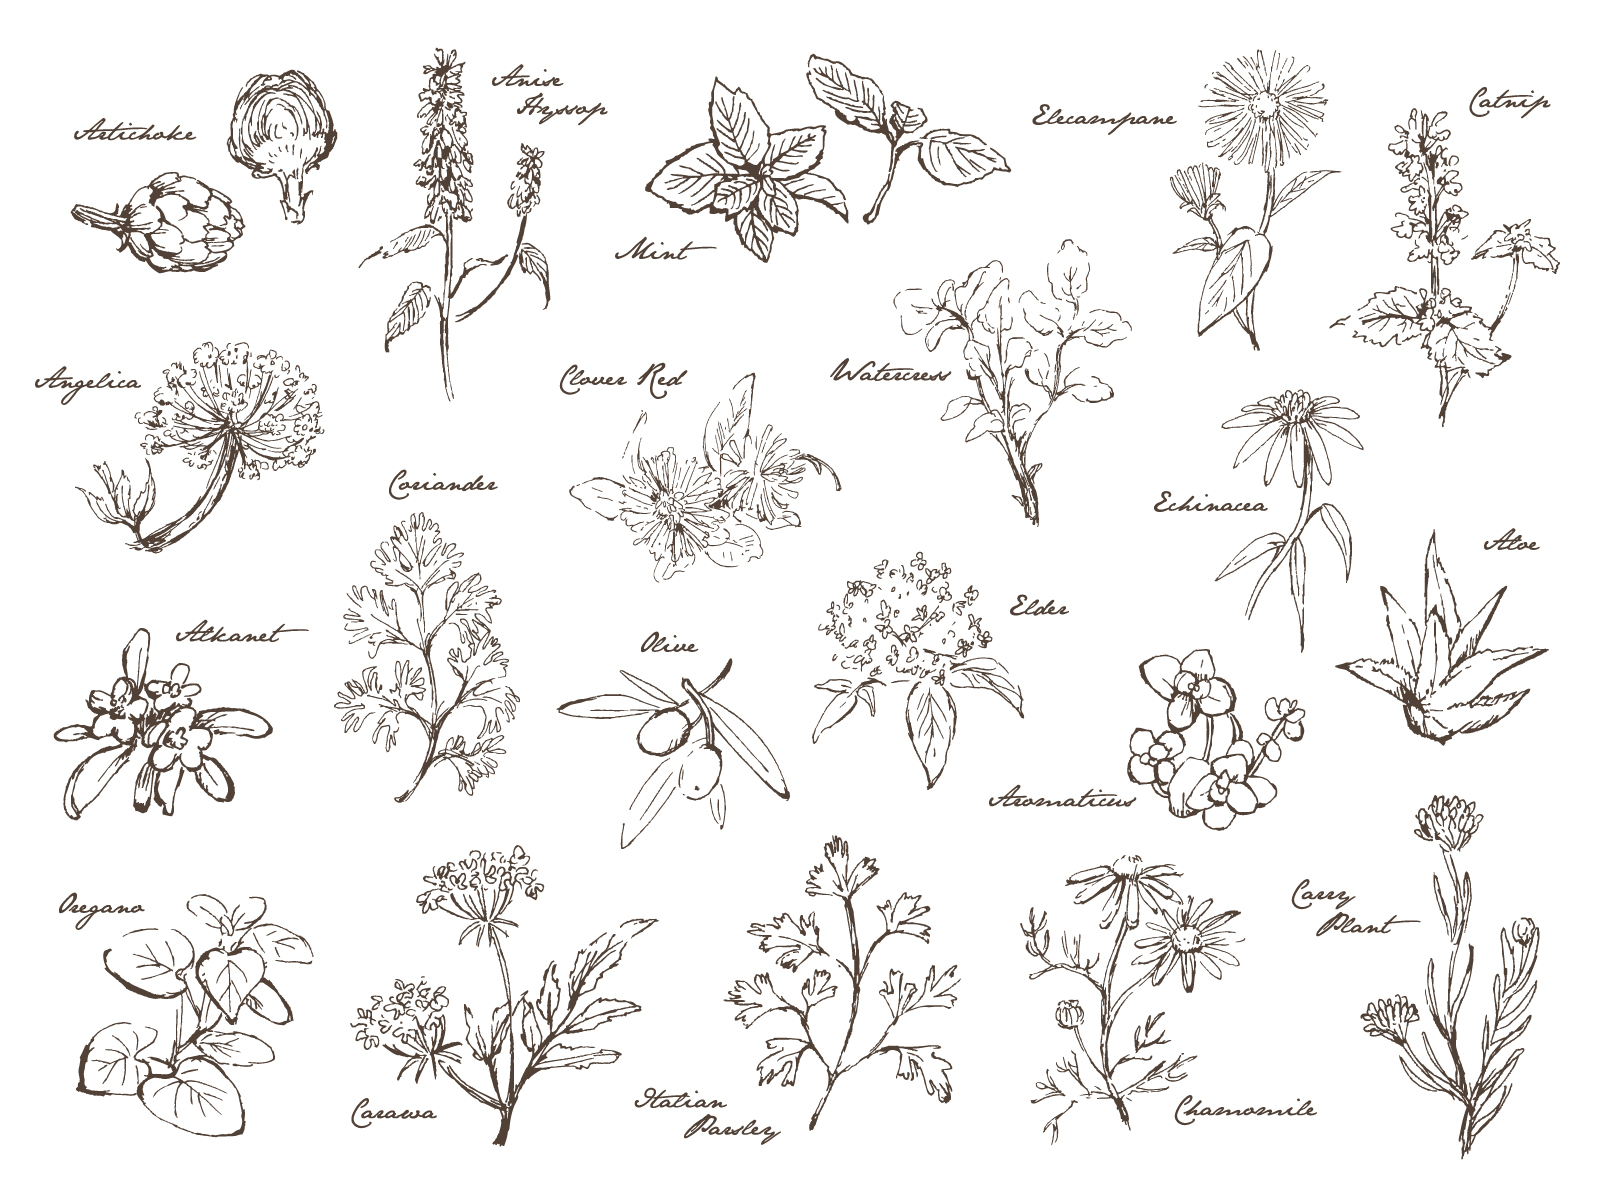 Artichoke
Anise
Hyssop
Mint
Elecampane
Catnip
Angelica
Clover Red
Watercress
Coriander
Echinacea
Aloe
Alkanet
Olive
Elder
Aromaticus
Oregano
Carawa
Italian
Parsley
Chamomile
Carry
Plant